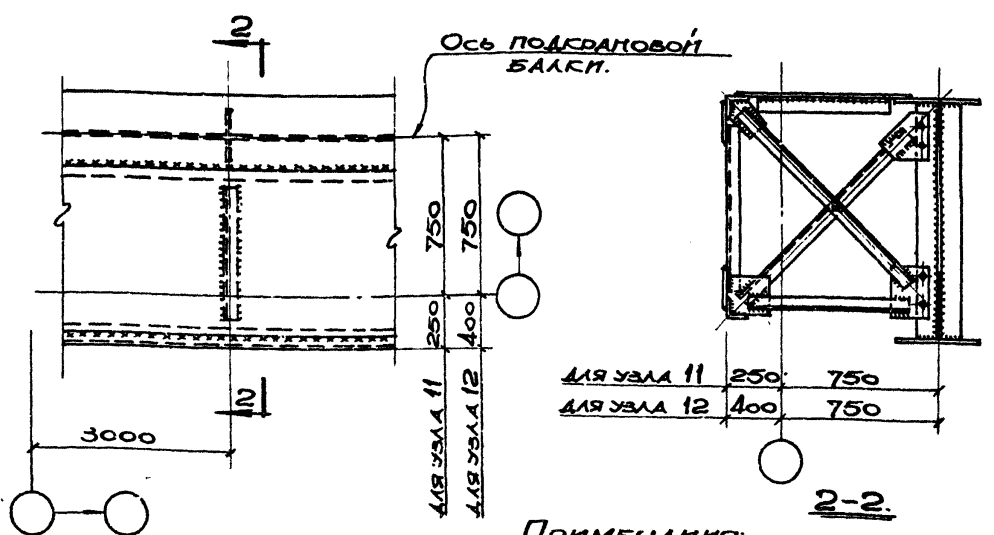 2
Ось подкрановой
балки.
750
750
250
400
для узла 11
для узла 12
2
3000
для узла 11 250 750
для узла 12 400 750
2-2.
Примечания: